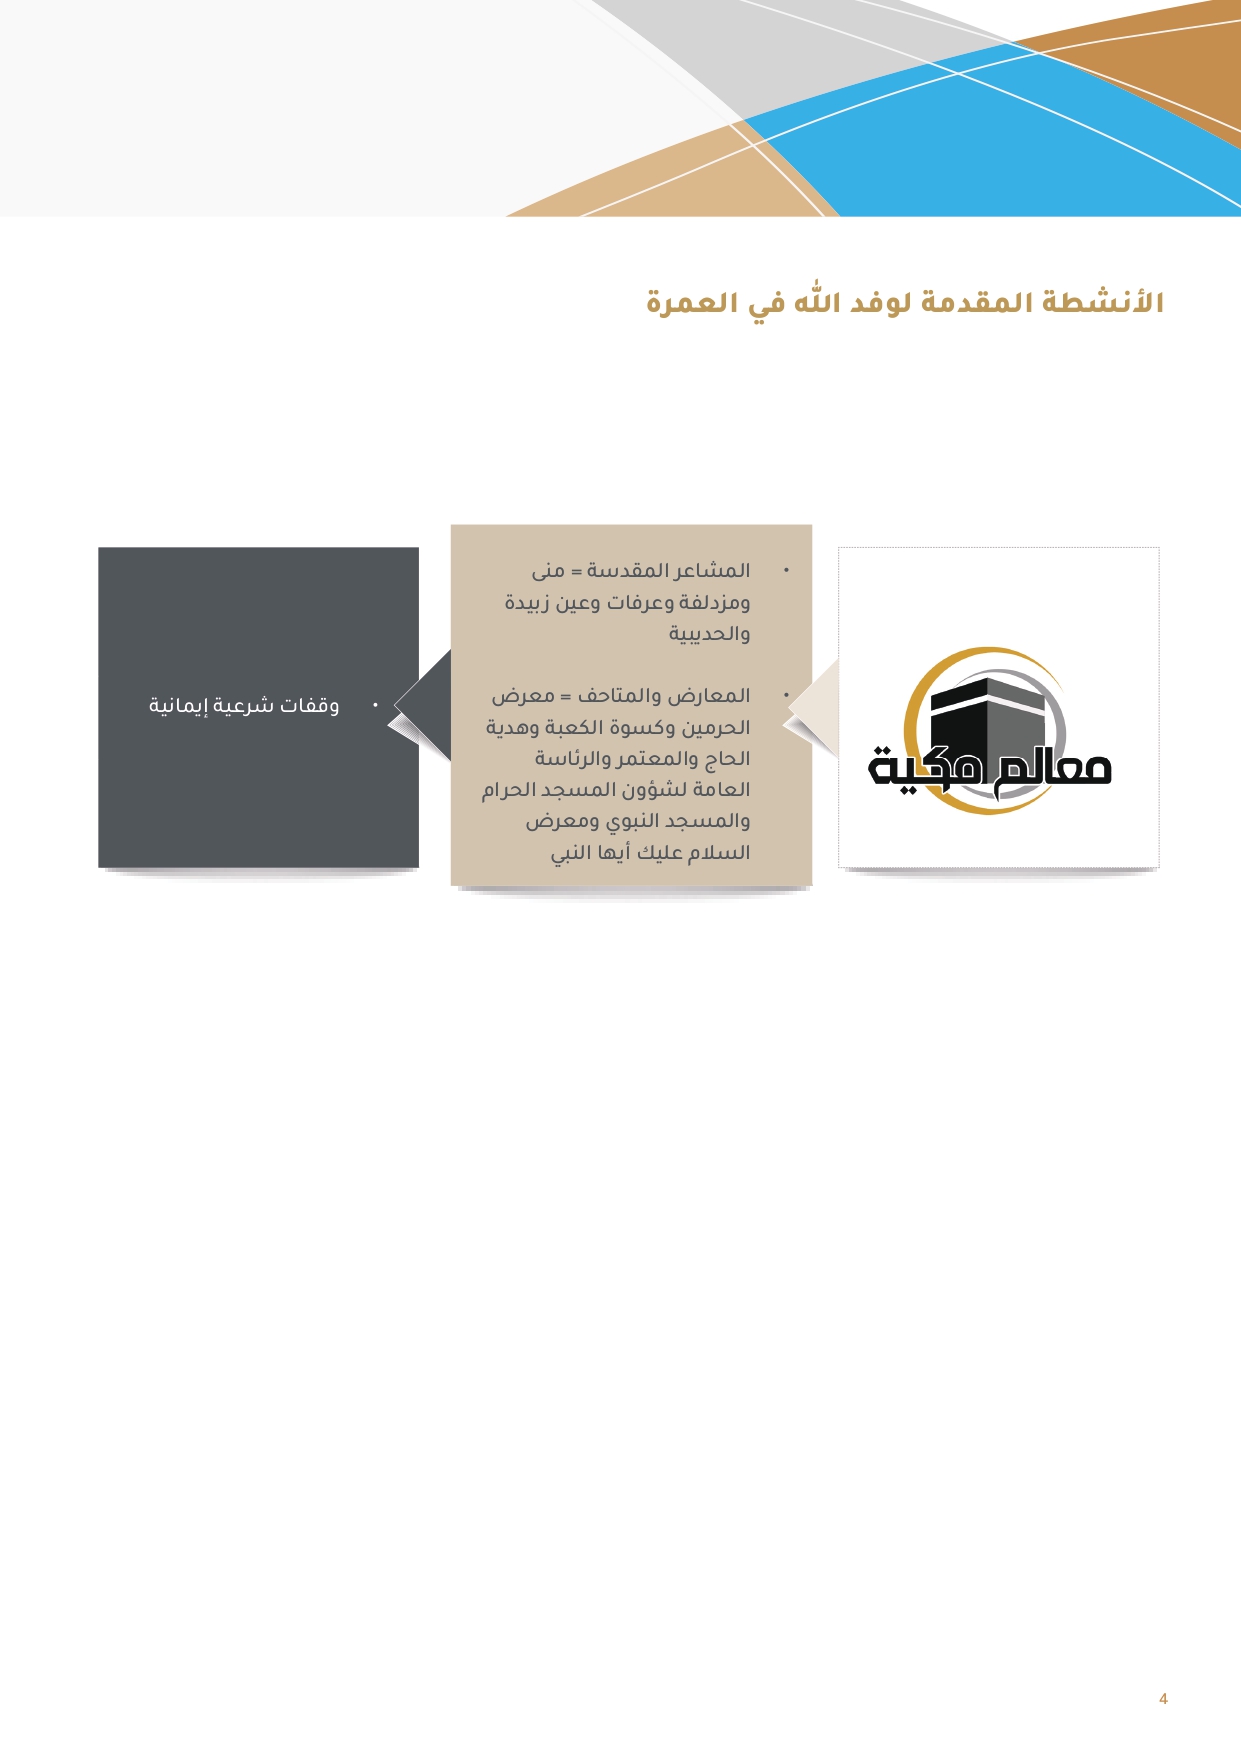 الأنشطة المقدمة لوفد الله في العمرة
معالم مكية
• المشاعر المقدسة = منى
ومزدلفة وعرفات وعين زبيدة
والحديبية
• المعارض والمتاحف = معرض
الحرمين وكسوة الكعبة وهدية
الحاج والمعتمر والرئاسة
العامة لشؤون المسجد الحرام
والمسجد النبوي ومعرض
السلام عليك أيها النبي
• وقفات شرعية إيمانية
4